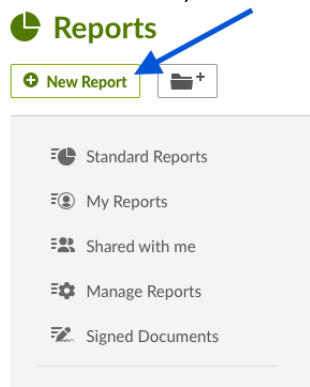 Reports
New Report
Standard Reports
My Reports
Shared with me
Manage Reports
Signed Documents